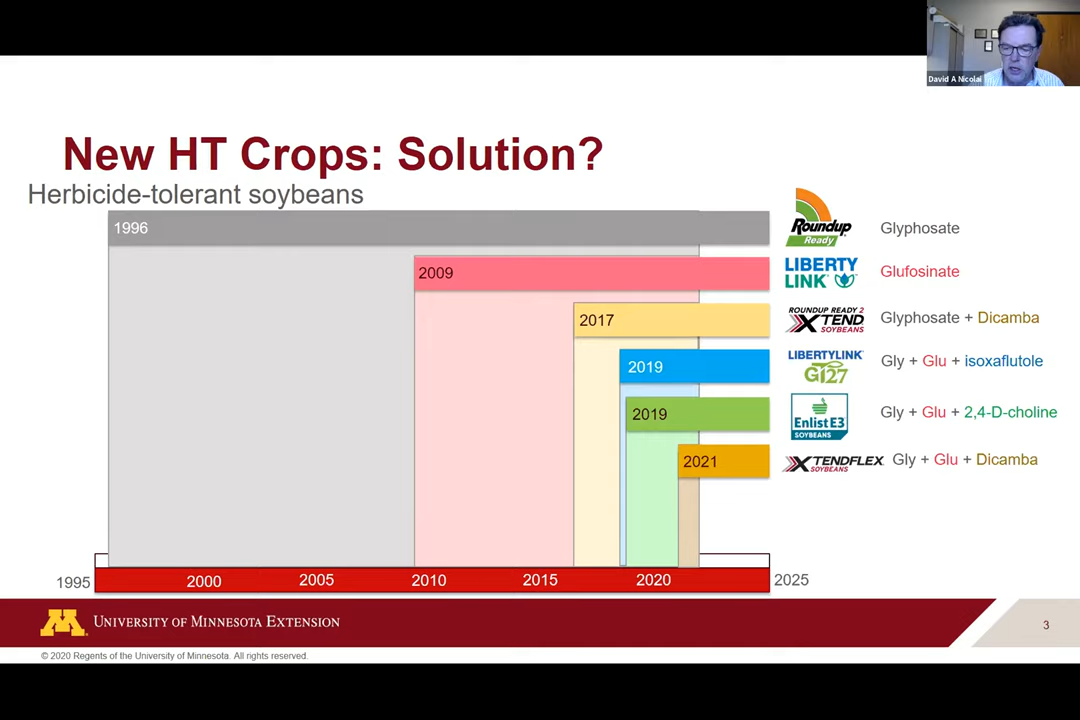 David A Nicolai
New HT Crops: Solution?
Herbicide-tolerant soybeans
1996
Roundup
Ready
Glyphosate
2009
LIBERTY
LINK
Glufosinate
2017
ROUNDUP READY 2
XTEND
SOYBEANS
Glyphosate + Dicamba
2019
LIBERTYLINK
GT27
Gly + Glu + isoxaflutole
2019
Enlist E3
SOYBEANS
Gly + Glu + 2,4-D-choline
2021
XTENDFLEX
SOYBEANS
Gly + Glu + Dicamba
1995 2000 2005 2010 2015 2020 2025
M
UNIVERSITY OF MINNESOTA EXTENSION
3
© 2020 Regents of the University of Minnesota. All rights reserved.